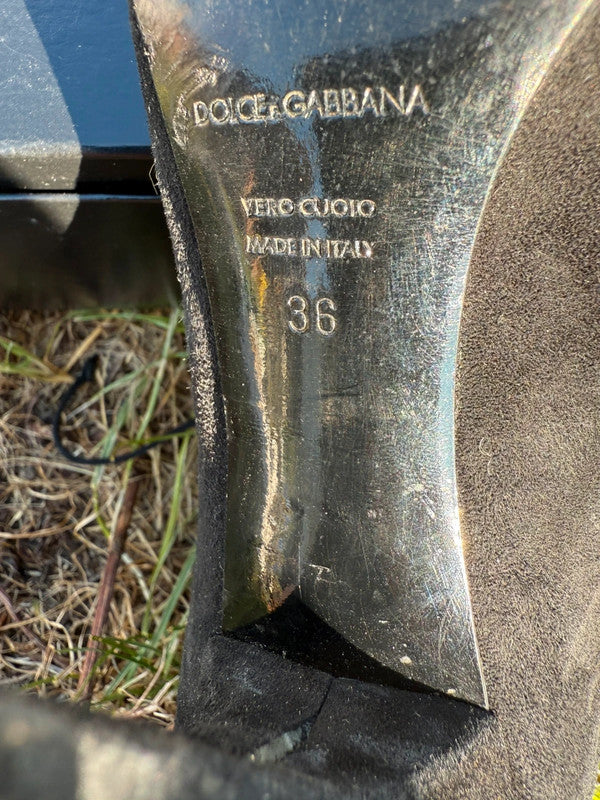 DOLCE&GABBANA
VERO CUOIO
MADE IN ITALY
36